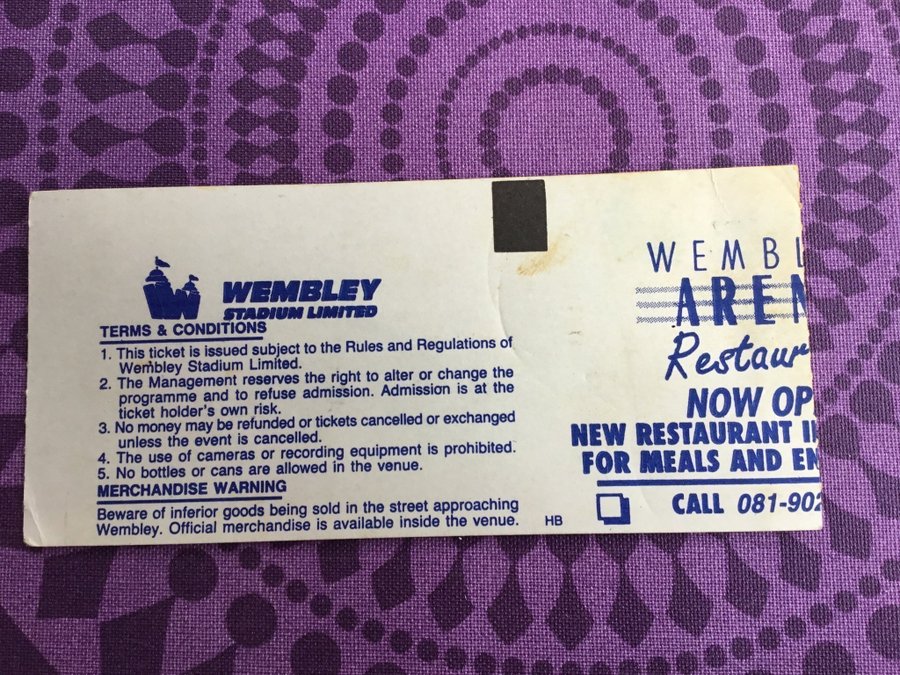 WEMBLEY
STADIUM LIMITED
TERMS & CONDITIONS
1. This ticket is issued subject to the Rules and Regulations of
Wembley Stadium Limited.
2. The Management reserves the right to alter or change the
programme and to refuse admission. Admission is at the
ticket holder's own risk.
3. No money may be refunded or tickets cancelled or exchanged
unless the event is cancelled.
4. The use of cameras or recording equipment is prohibited.
5. No bottles or cans are allowed in the venue.
MERCHANDISE WARNING
Beware of inferior goods being sold in the street approaching
Wembley. Official merchandise is available inside the venue.
HB
WEMBL
AREN
Restaur
NOW OP
NEW RESTAURANT I
FOR MEALS AND EN
CALL 081-902